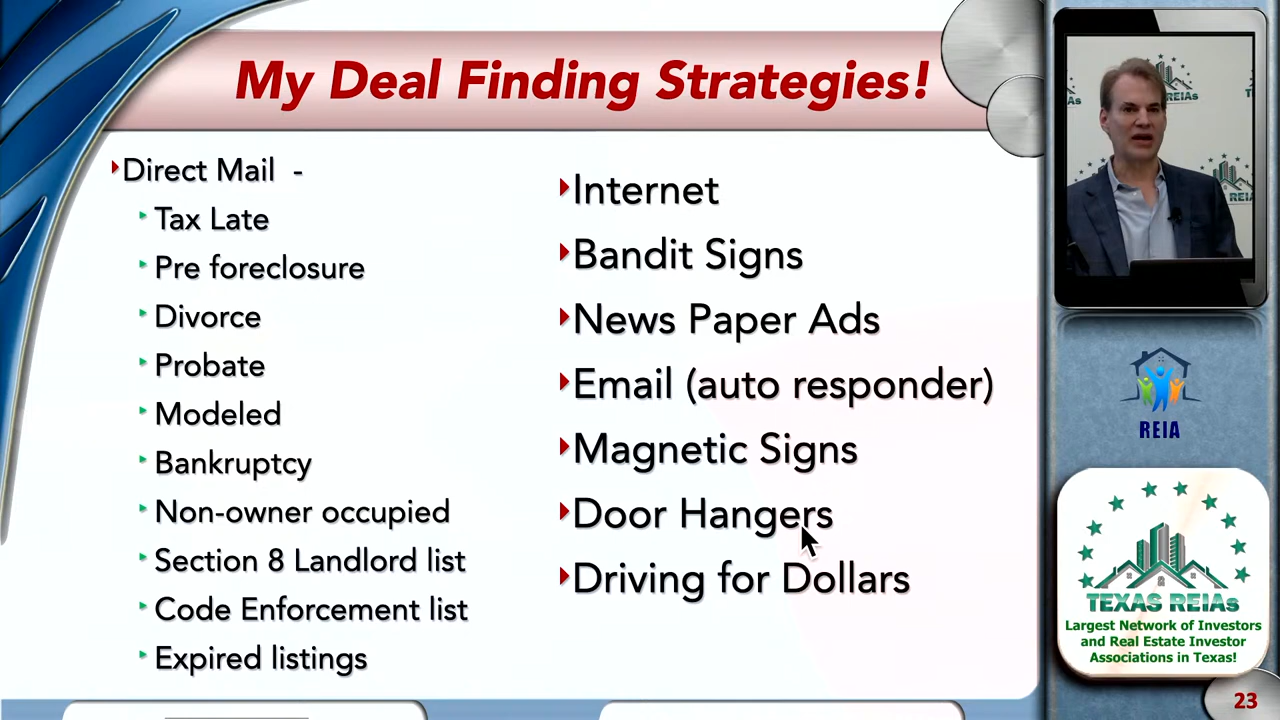 My Deal Finding Strategies!
Direct Mail -
Tax Late
Pre foreclosure
Divorce
Probate
Modeled
Bankruptcy
Non-owner occupied
Section 8 Landlord list
Code Enforcement list
Expired listings
Internet
Bandit Signs
News Paper Ads
Email (auto responder)
Magnetic Signs
Door Hangers
Driving for Dollars
REIA
TEXAS REIAs
Largest Network of Investors
and Real Estate Investor
Associations in Texas!
23